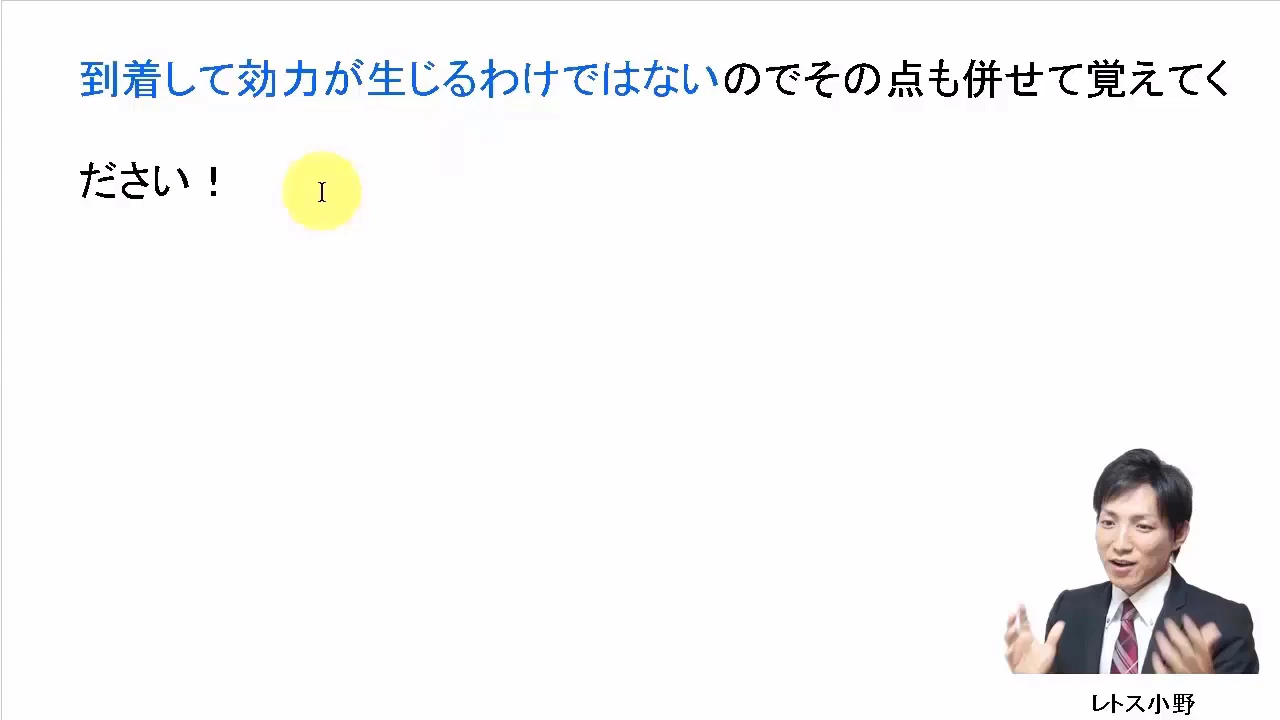 到着して効力が生じるわけではないのでその点も併せて覚えてく
ださい！
レトス小野